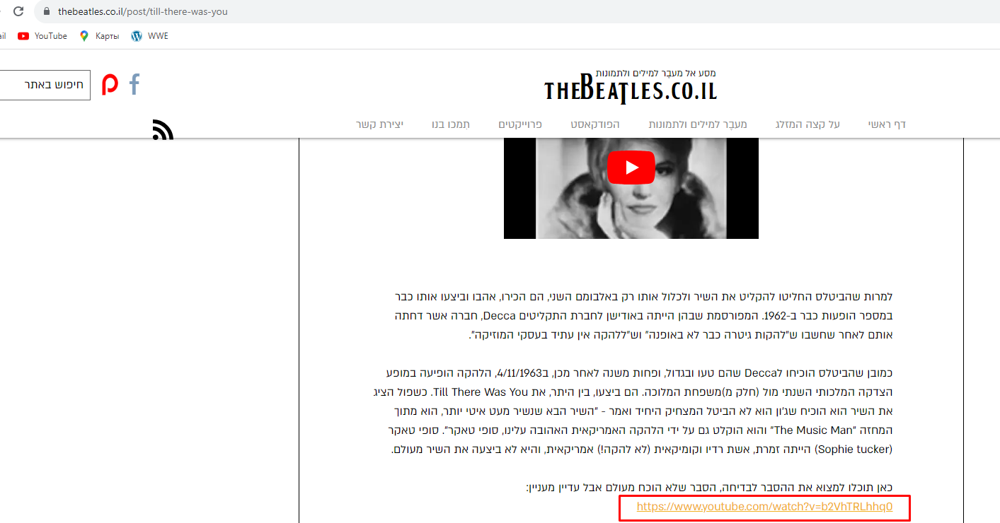 thebeatles.co.il/post/till-there-was-you
ail YouTube Карты WWE
מסע אל מעבֶר למילים ולתמונות
THEBEATLES.CO.IL
חיפוש באתר
דף ראשי על קצה המזלג מעבֶר למילים ולתמונות הפודקאסט פרוייקטים תִמכו בנו יצירת קשר
למרות שהביטלס החליטו להקליט את השיר ולכלול אותו רק באלבומם השני, הם הכירו, אהבו וביצעו אותו כבר
במספר הופעות כבר ב-1962. המפורסמת שבהן הייתה באודישן לחברת התקליטים Decca, חברה אשר דחתה
אותם לאחר שחשבו ש"להקות גיטרה כבר לא באופנה" וש"ללהקה אין עתיד בעסקי המוזיקה".
כמובן שהביטלס הוכיחו לDecca שהם טעו ובגדול, ופחות משנה לאחר מכן, ב4/11/1963, הלהקה הופיעה במופע
הצדקה המלכותי השנתי מול (חלק מ)משפחת המלוכה. הם ביצעו, בין היתר, את Till There Was You. כשפול הציג
את השיר הוא הוכיח שג'ון הוא לא הביטל המצחיק היחיד ואמר - "השיר הבא שנשיר מעט איטי יותר, הוא מתוך
המחזה "The Music Man" והוא הוקלט גם על ידי הלהקה האמריקאית האהובה עלינו, סופי טאקר". סופי טאקר
(Sophie tucker) הייתה זמרת, אשת רדיו וקומיקאית (לא להקה!) אמריקאית, והיא לא ביצעה את השיר מעולם.
כאן תוכלו למצוא את ההסבר לבדיחה, הסבר שלא הוכח מעולם אבל עדיין מעניין:
https://www.youtube.com/watch?v=b2VhTRLhhq0